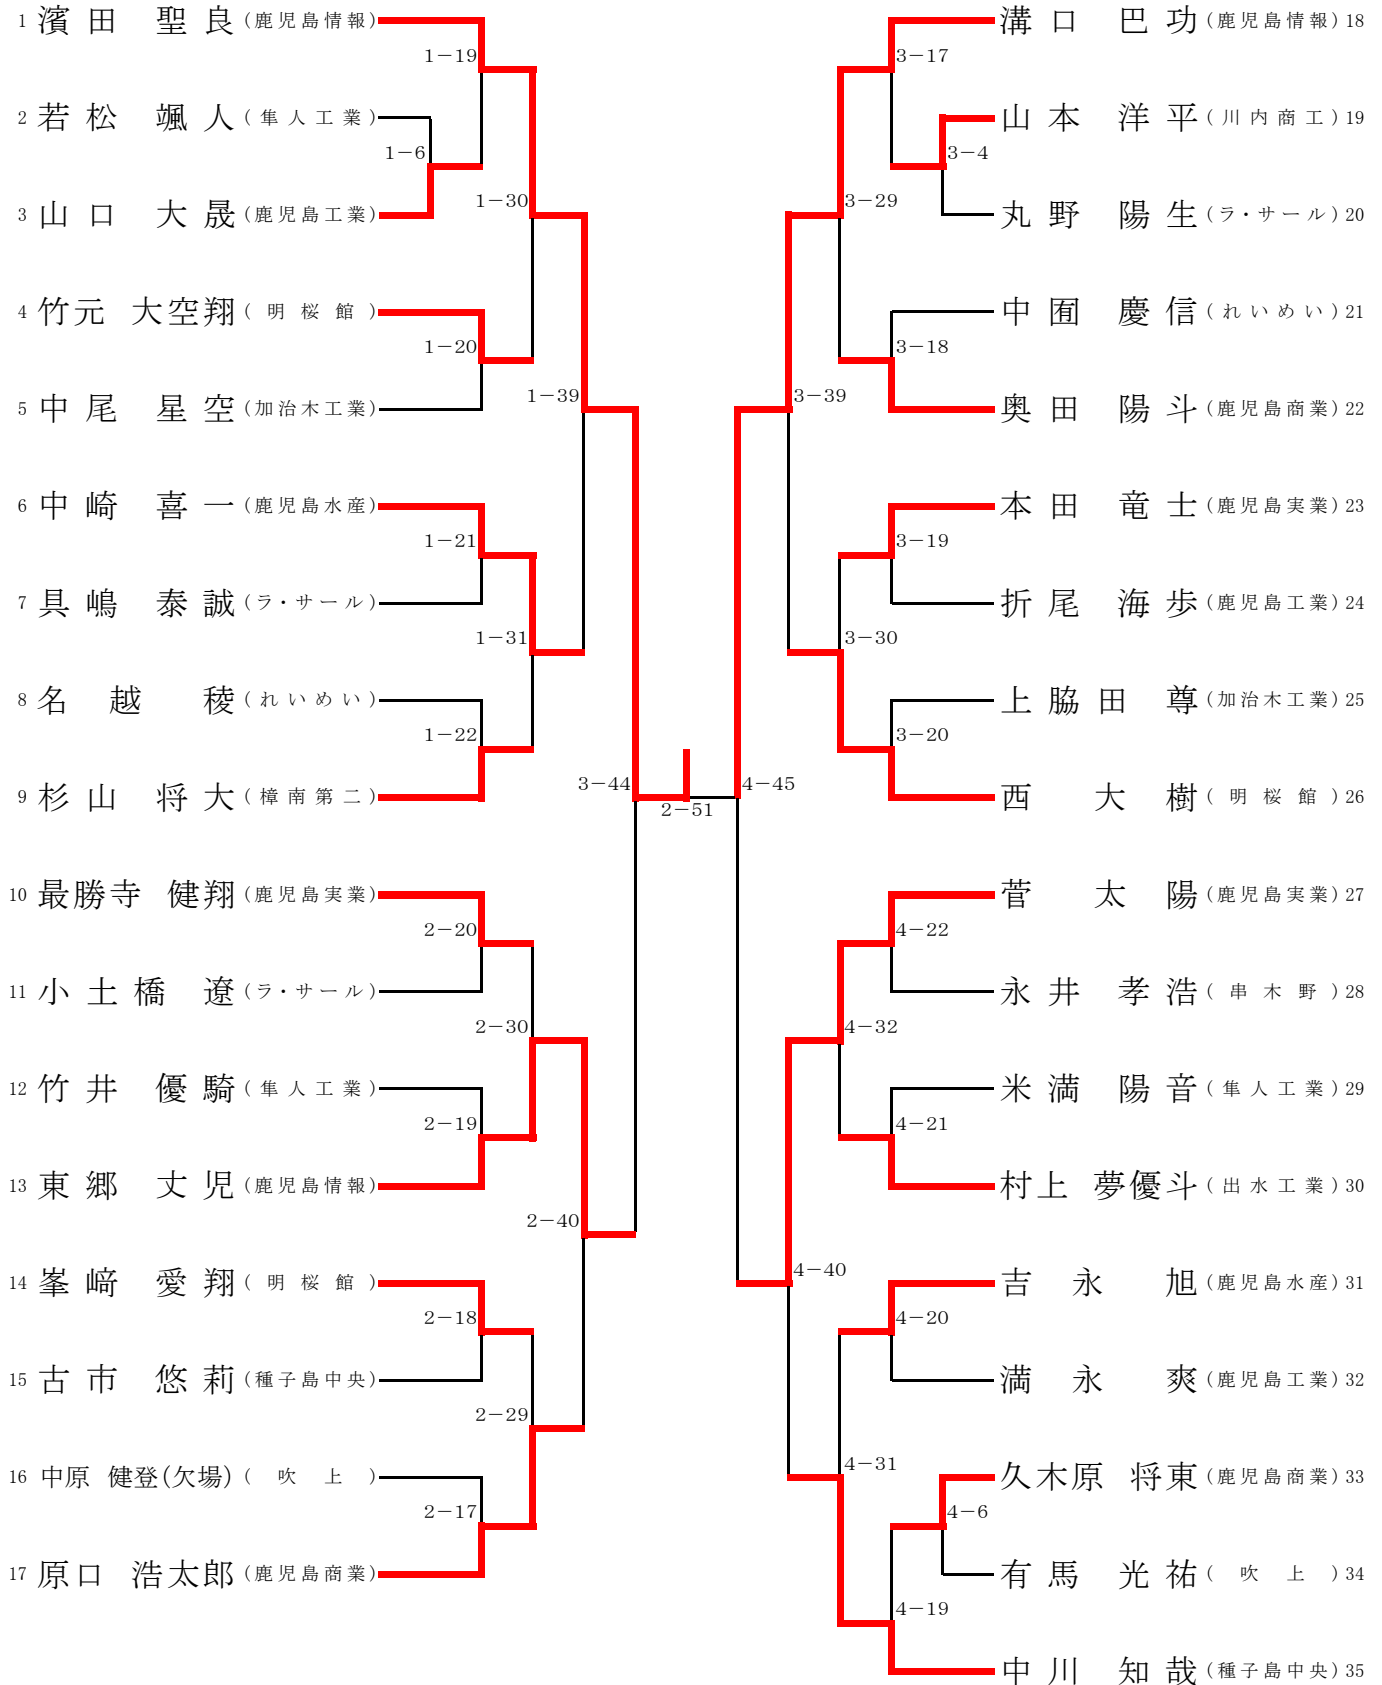 1 濱田 聖良 (鹿児島情報)
1-19
2 若松 颯人 (隼人工業)
1-6
3 山口 大晟 (鹿児島工業)
1-30
4 竹元 大空翔 (明桜館)
1-20
5 中尾 星空 (加治木工業)
1-39
6 中崎 喜一 (鹿児島水産)
1-21
7 具嶋 泰誠 (ラ・サール)
1-31
8 名越 稜 (れいめい)
1-22
9 杉山 将大 (樟南第二)
3-44
10 最勝寺 健翔 (鹿児島実業)
2-20
11 小土橋 遼 (ラ・サール)
2-30
12 竹井 優騎 (隼人工業)
2-19
13 東郷 丈児 (鹿児島情報)
2-40
14 峯﨑 愛翔 (明桜館)
2-18
15 古市 悠莉 (種子島中央)
2-29
16 中原 健登(欠場) (吹上)
2-17
17 原口 浩太郎 (鹿児島商業)
2-51
溝口 巴功 (鹿児島情報) 18
3-17
山本 洋平 (川内商工) 19
3-4
丸野 陽生 (ラ・サール) 20
3-29
中囿 慶信 (れいめい) 21
3-18
奥田 陽斗 (鹿児島商業) 22
3-39
本田 竜士 (鹿児島実業) 23
3-19
折尾 海歩 (鹿児島工業) 24
3-30
上脇田 尊 (加治木工業) 25
3-20
西 大樹 (明桜館) 26
4-45
菅 太陽 (鹿児島実業) 27
4-22
永井 孝浩 (串木野) 28
4-32
米満 陽音 (隼人工業) 29
4-21
村上 夢優斗 (出水工業) 30
4-40
吉永 旭 (鹿児島水産) 31
4-20
満永 爽 (鹿児島工業) 32
4-31
久木原 将東 (鹿児島商業) 33
4-6
有馬 光祐 (吹上) 34
4-19
中川 知哉 (種子島中央) 35